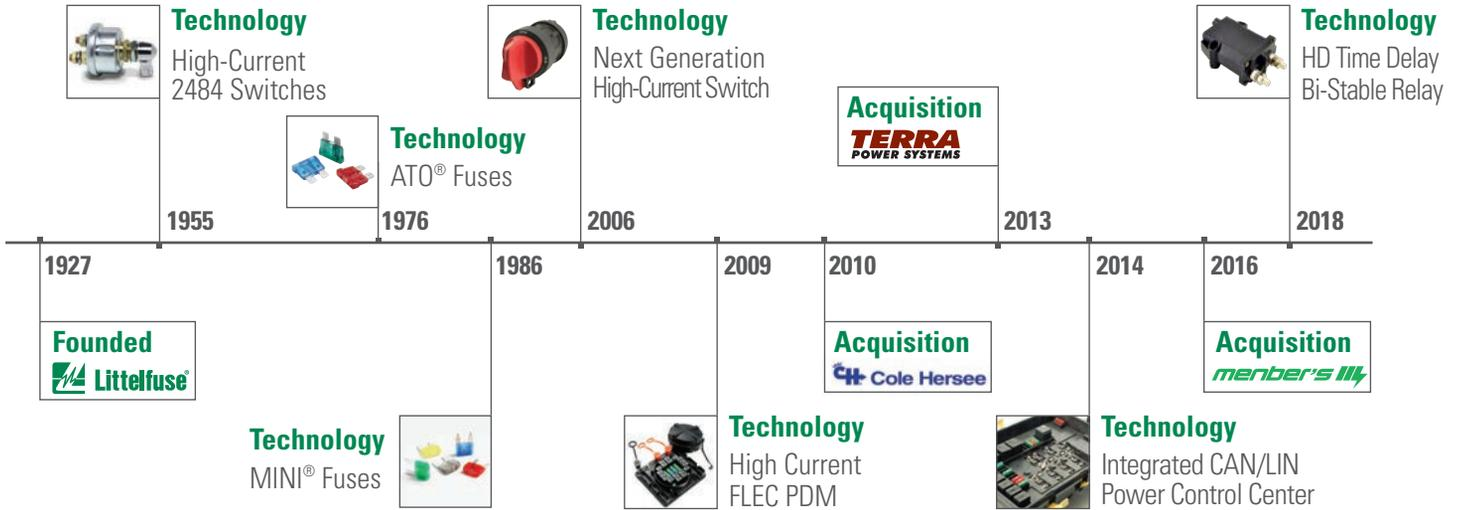 Technology
High-Current
2484 Switches
Technology
Next Generation
High-Current Switch
Technology
HD Time Delay
Bi-Stable Relay
Acquisition
TERRA
POWER SYSTEMS
Technology
ATO® Fuses
1955
1976
2006
2013
2018
1927
1986
2009
2010
2014
2016
Founded
Littelfuse®
Acquisition
CH Cole Hersee
Acquisition
menber's
Technology
MINI® Fuses
Technology
High Current
FLEC PDM
Technology
Integrated CAN/LIN
Power Control Center